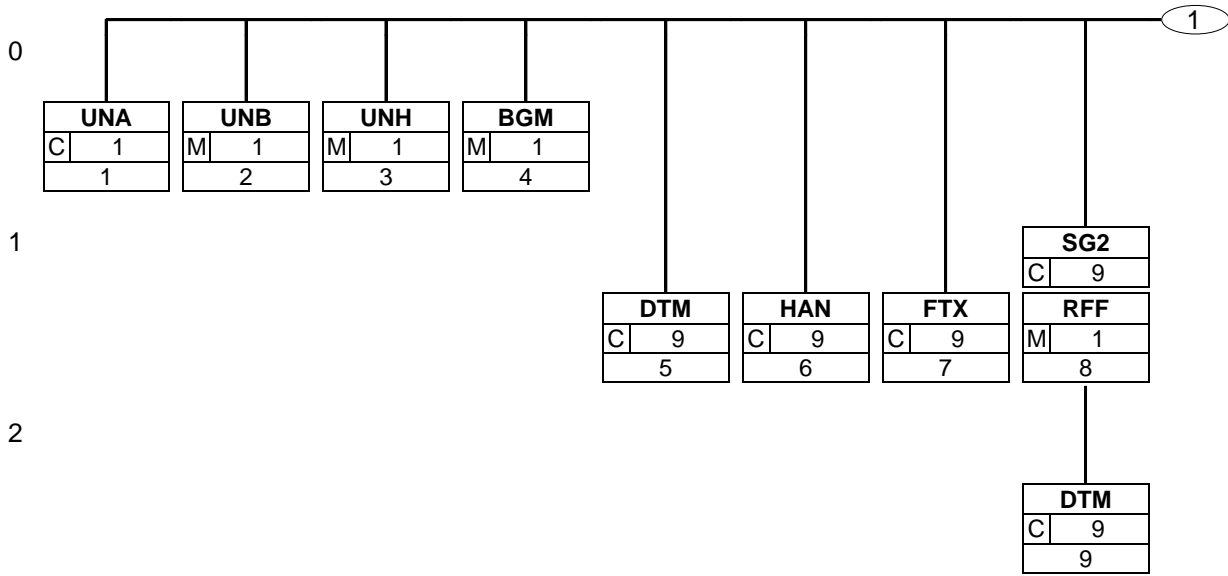 1
0
UNA UNB UNH BGM
C 1 M 1 M 1 M 1
1 2 3 4
1
SG2
C 9
DTM HAN FTX RFF
C 9 C 9 C 9 M 1
5 6 7 8
2
DTM
C 9
9